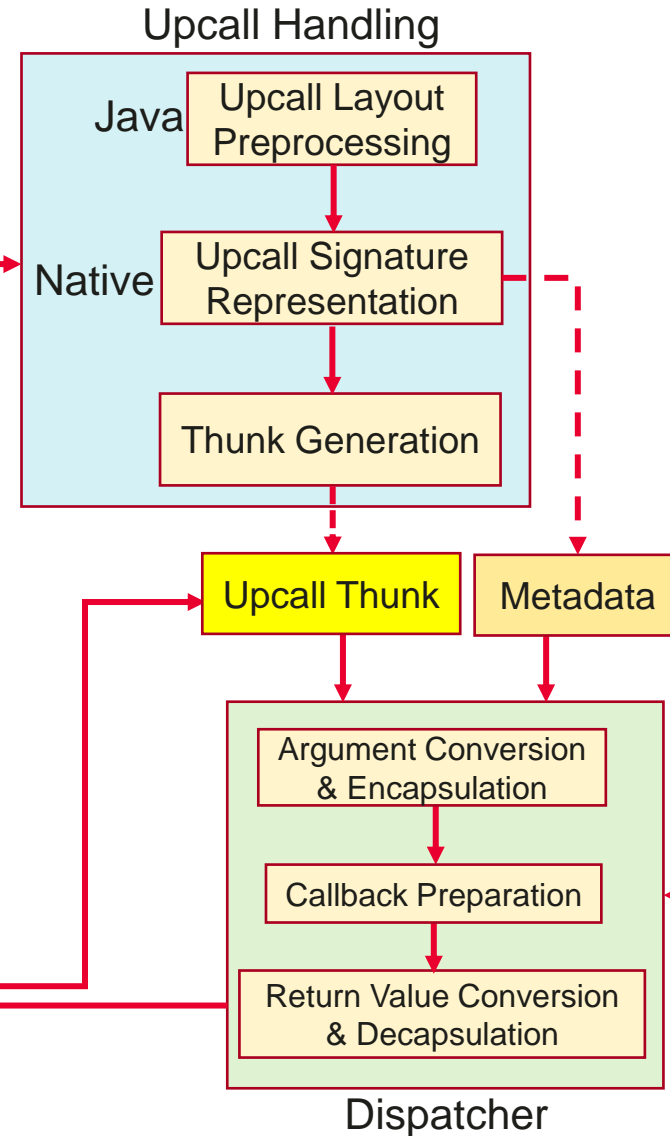 Upcall Handling
Java
Upcall Layout
Preprocessing
Native
Upcall Signature
Representation
Thunk Generation
Upcall Thunk
Metadata
Argument Conversion
& Encapsulation
Callback Preparation
Return Value Conversion
& Decapsulation
Dispatcher